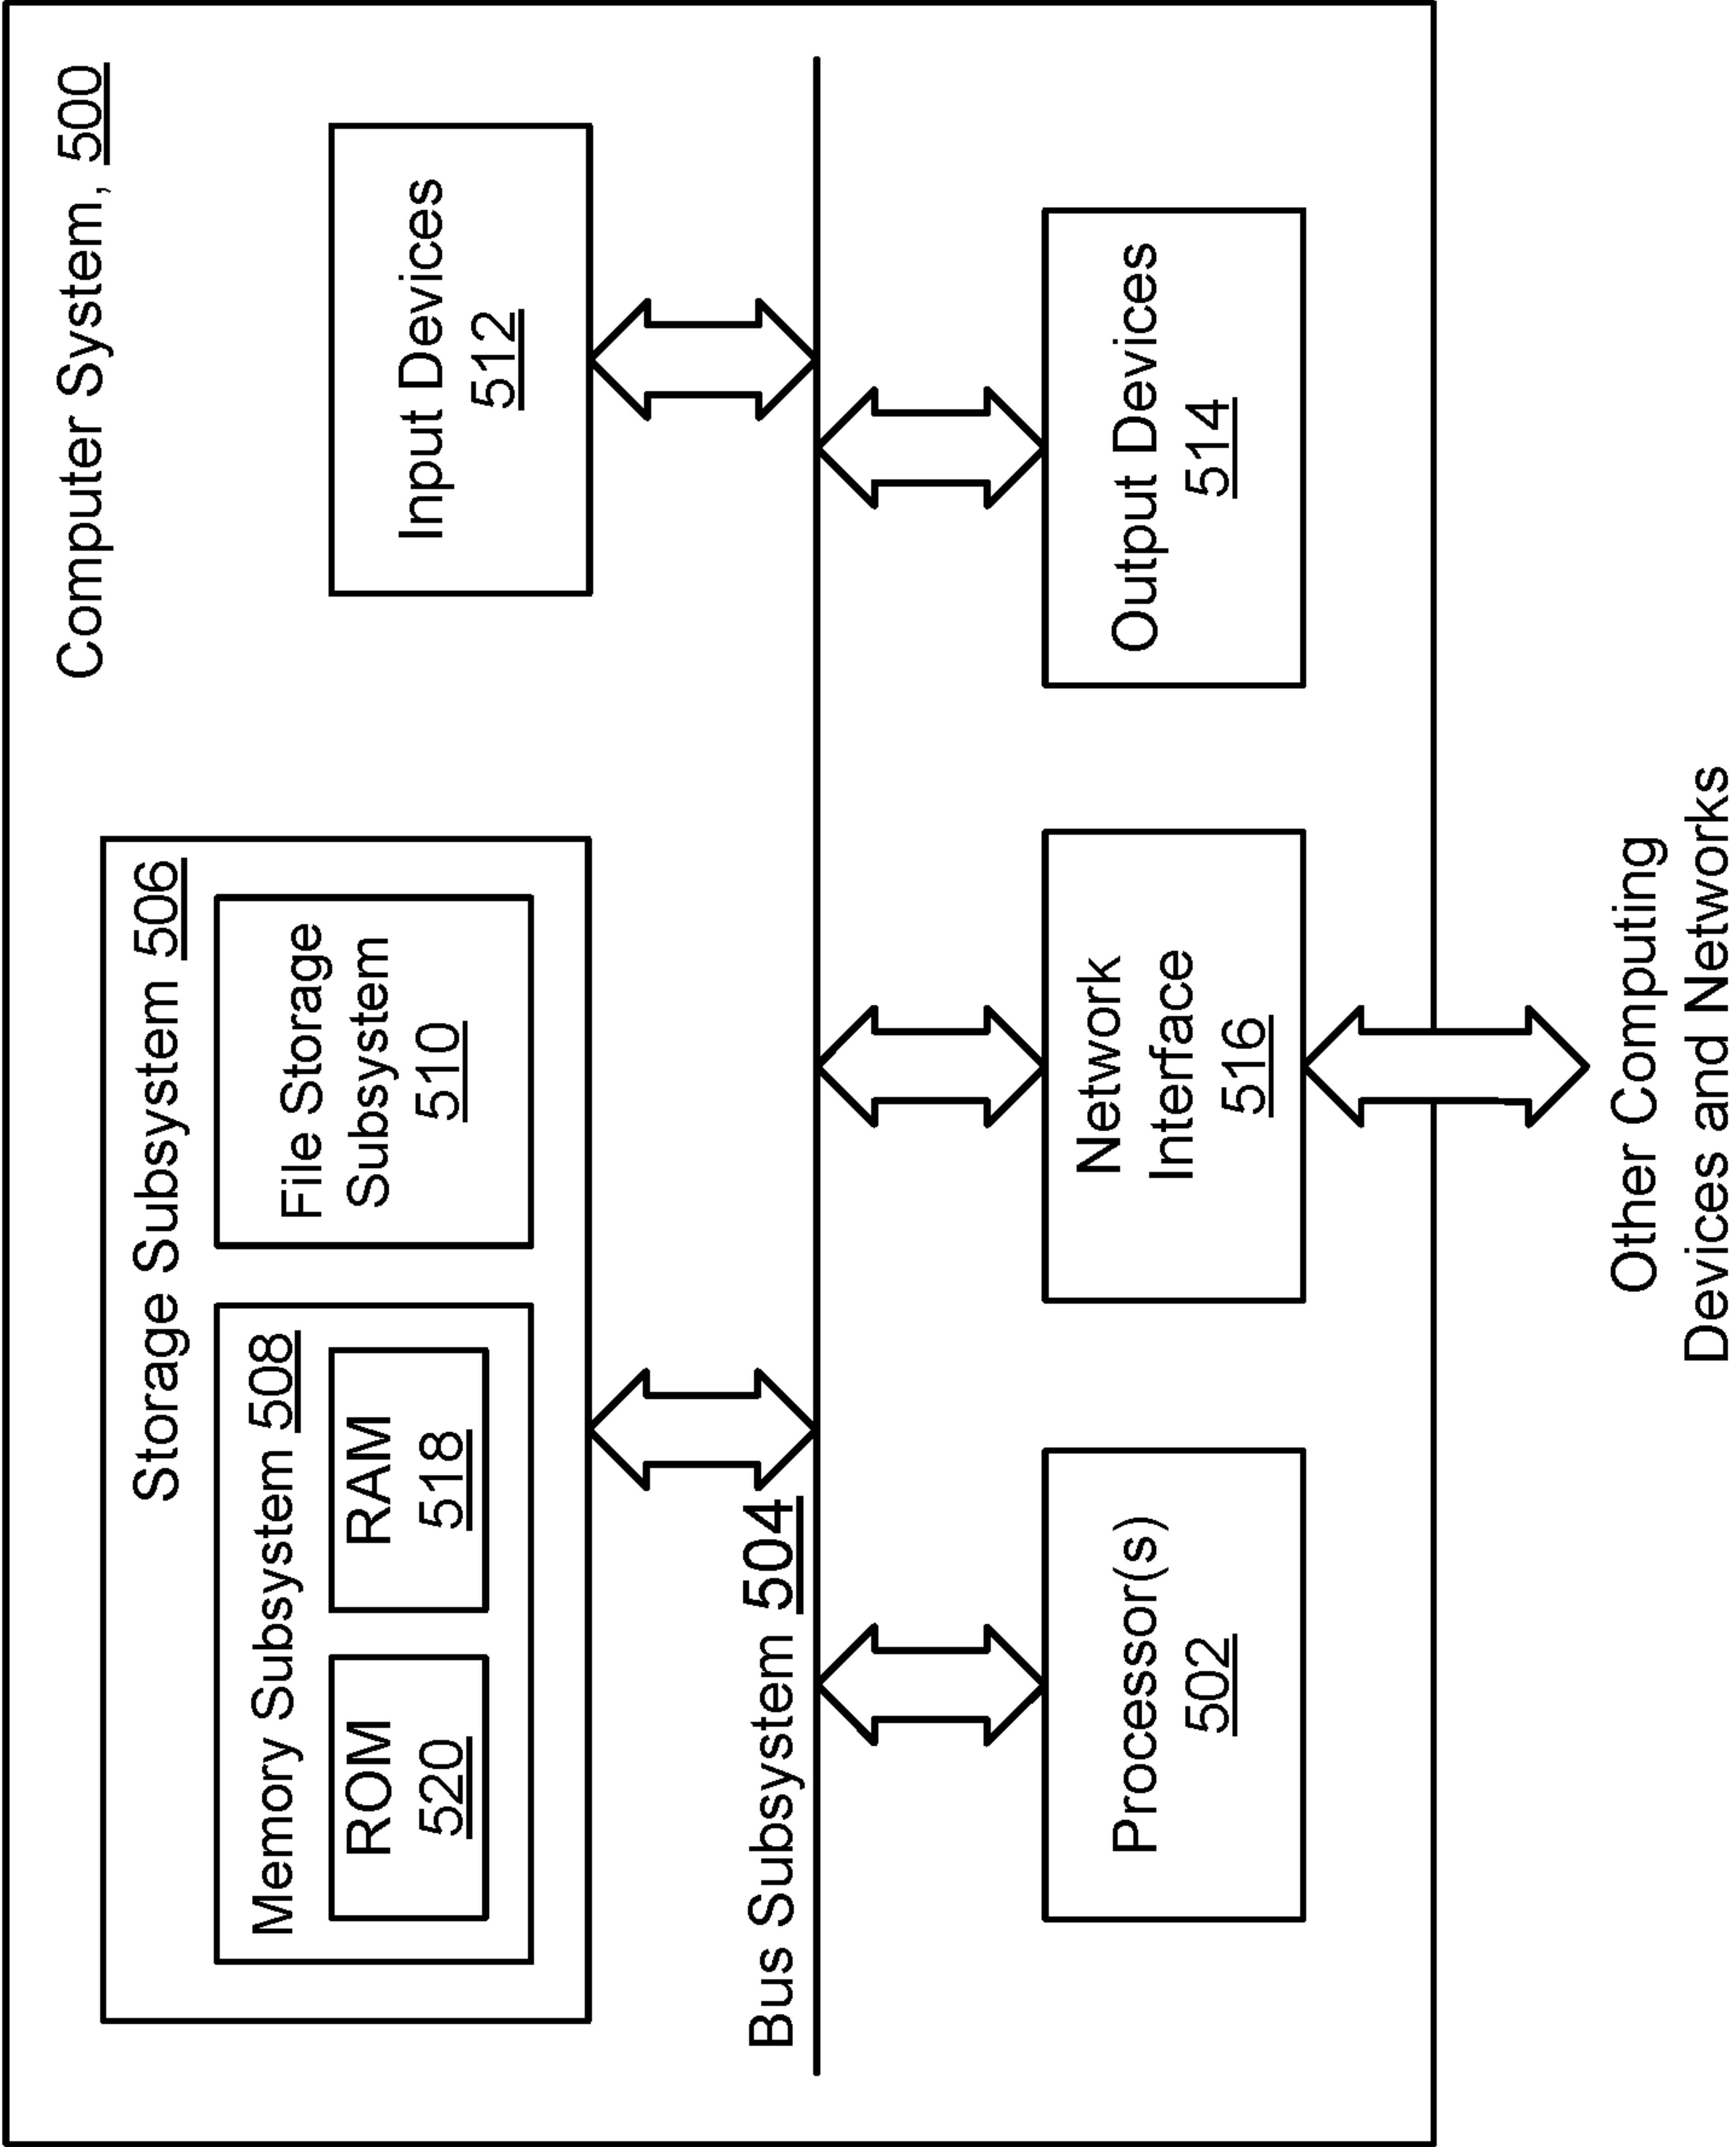 Computer System, 500
Storage Subsystem 506
Memory Subsystem 508
ROM
520
RAM
518
File Storage
Subsystem
510
Input Devices
512
Bus Subsystem 504
Processor(s)
502
Network
Interface
516
Output Devices
514
Other Computing
Devices and Networks